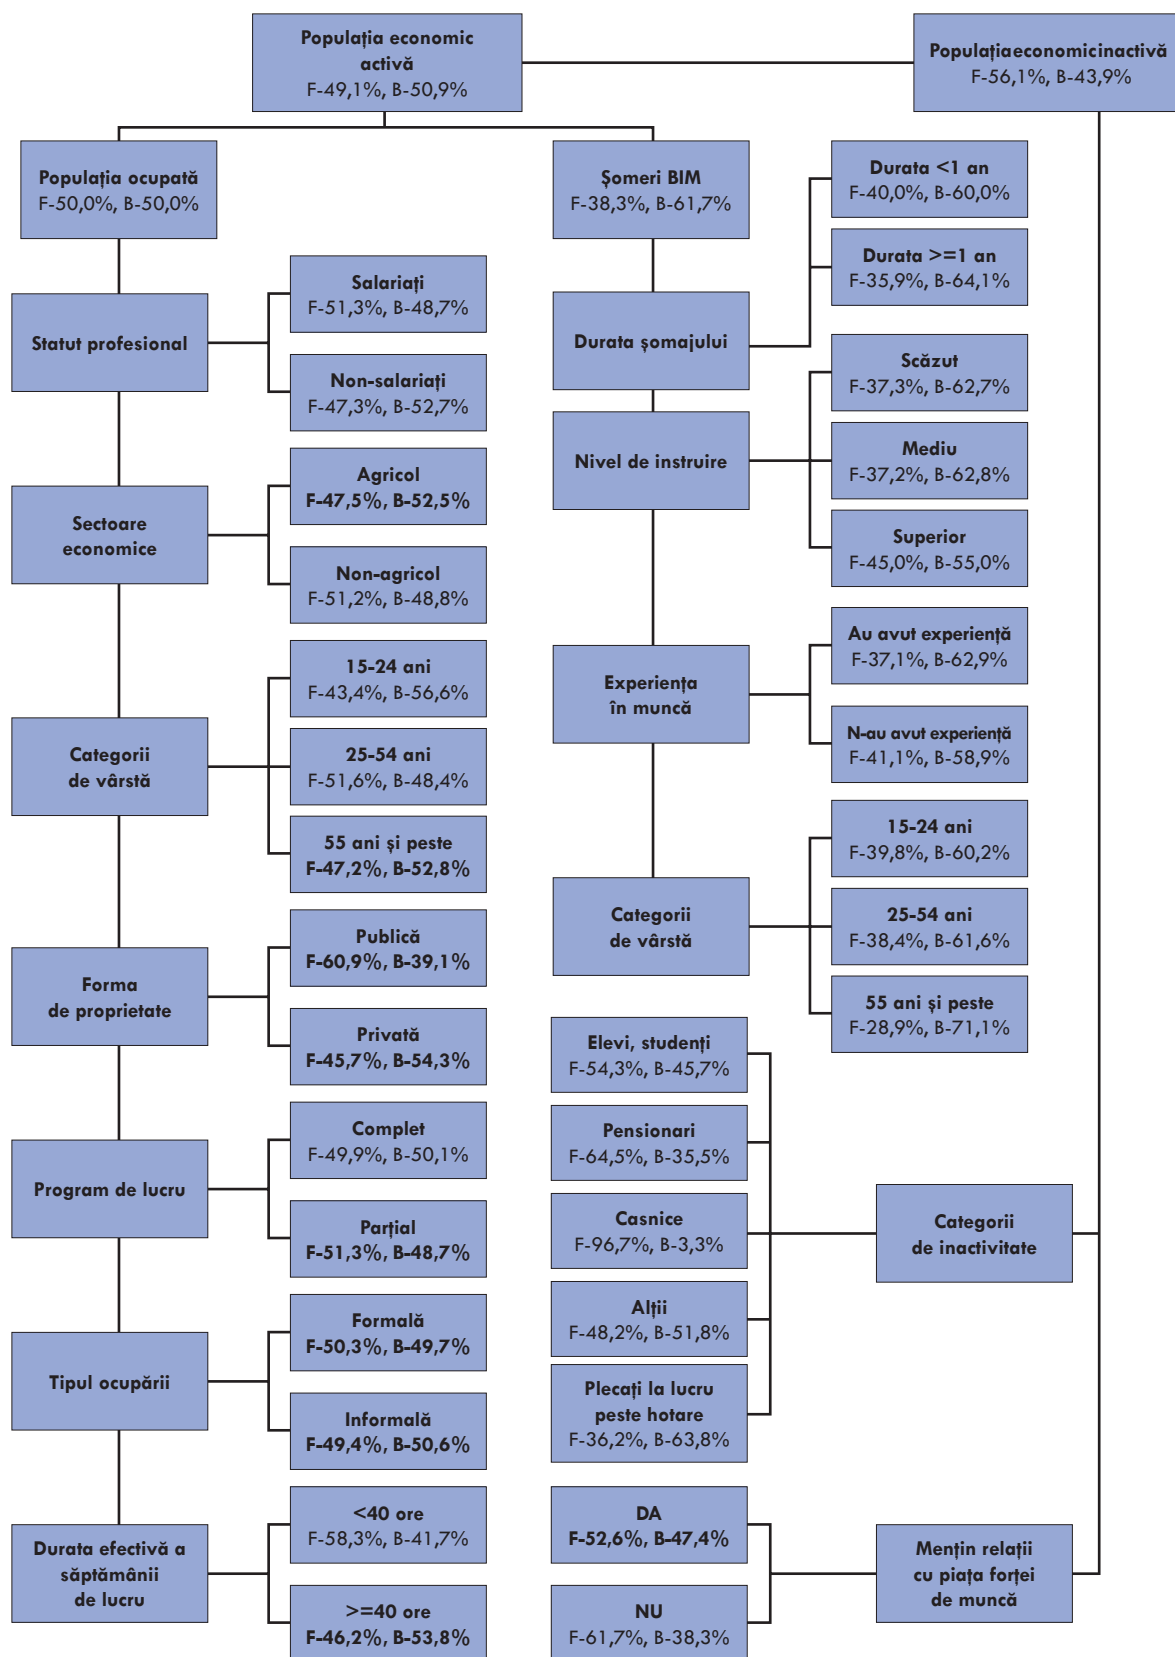 Populația economic
activă
F-49,1%, B-50,9%
Populațiaeconomicinactivă
F-56,1%, B-43,9%
Populația ocupată
F-50,0%, B-50,0%
Statut profesional
Salariați
F-51,3%, B-48,7%
Non-salariați
F-47,3%, B-52,7%
Sectoare
economice
Agricol
F-47,5%, B-52,5%
Non-agricol
F-51,2%, B-48,8%
Categorii
de vârstă
15-24 ani
F-43,4%, B-56,6%
25-54 ani
F-51,6%, B-48,4%
55 ani și peste
F-47,2%, B-52,8%
Forma
de proprietate
Publică
F-60,9%, B-39,1%
Privată
F-45,7%, B-54,3%
Program de lucru
Complet
F-49,9%, B-50,1%
Parțial
F-51,3%, B-48,7%
Tipul ocupării
Formală
F-50,3%, B-49,7%
Informală
F-49,4%, B-50,6%
Durata efectivă a
săptămânii
de lucru
<40 ore
F-58,3%, B-41,7%
>=40 ore
F-46,2%, B-53,8%
Șomeri BIM
F-38,3%, B-61,7%
Durata șomajului
Durata <1 an
F-40,0%, B-60,0%
Durata >=1 an
F-35,9%, B-64,1%
Nivel de instruire
Scăzut
F-37,3%, B-62,7%
Mediu
F-37,2%, B-62,8%
Superior
F-45,0%, B-55,0%
Experiența
în muncă
Au avut experiență
F-37,1%, B-62,9%
N-au avut experiență
F-41,1%, B-58,9%
Categorii
de vârstă
15-24 ani
F-39,8%, B-60,2%
25-54 ani
F-38,4%, B-61,6%
55 ani și peste
F-28,9%, B-71,1%
Elevi, studenți
F-54,3%, B-45,7%
Pensionari
F-64,5%, B-35,5%
Casnice
F-96,7%, B-3,3%
Alții
F-48,2%, B-51,8%
Plecați la lucru
peste hotare
F-36,2%, B-63,8%
Categorii
de inactivitate
DA
F-52,6%, B-47,4%
NU
F-61,7%, B-38,3%
Mențin relații
cu piața forței
de muncă